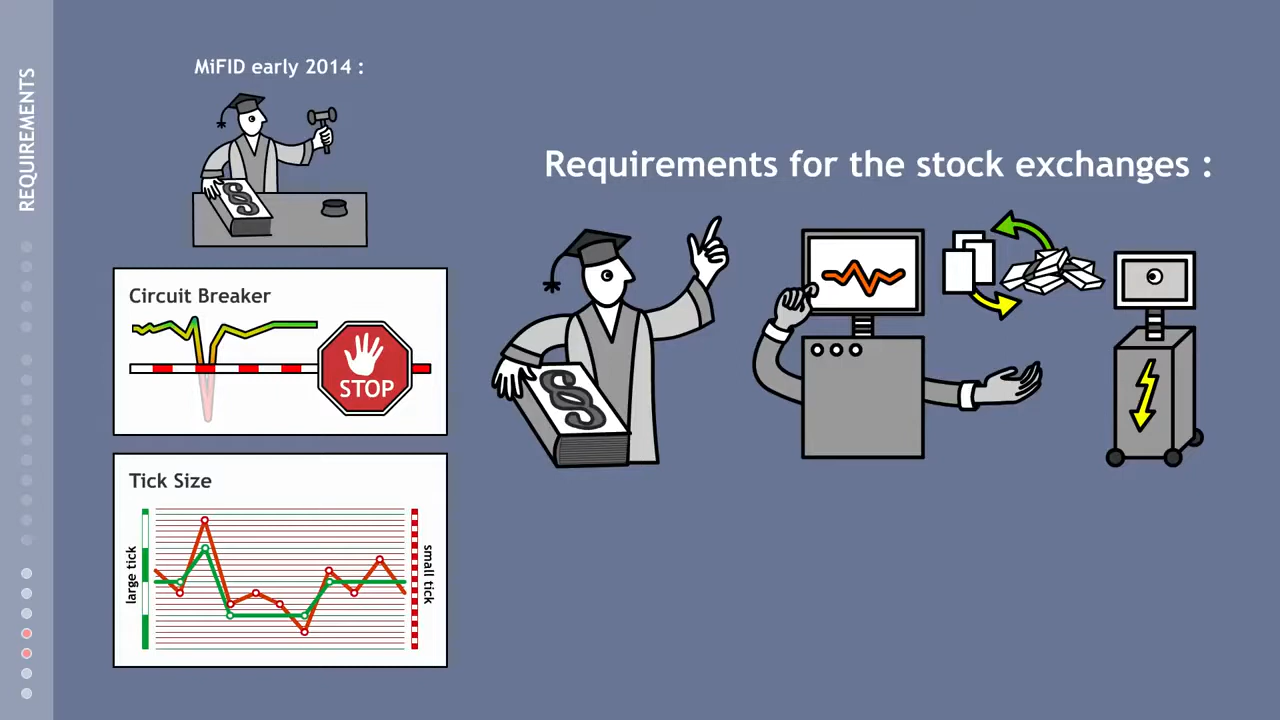 REQUIREMENTS
MiFID early 2014 :
Requirements for the stock exchanges :
§
§
Circuit Breaker
STOP
Tick Size
large tick
small tick